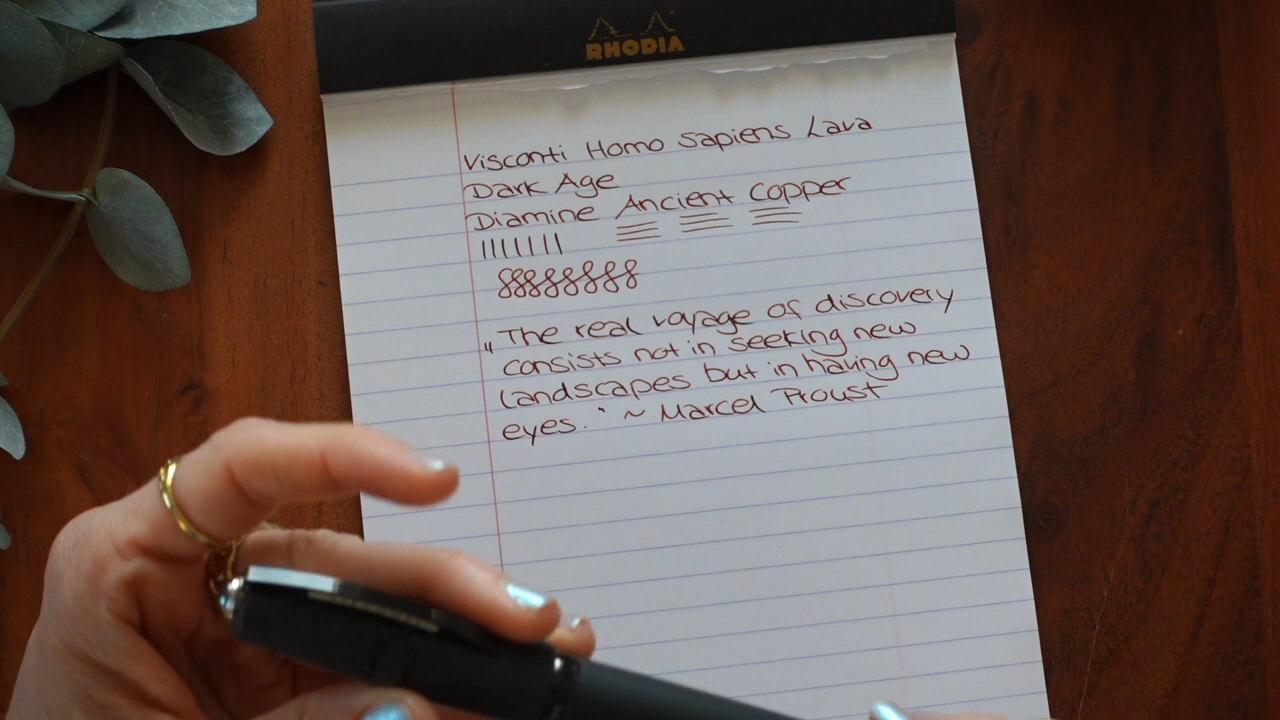 RHODIA
Visconti Homo Sapiens Lava
Dark Age
Diamine Ancient Copper
||||||||
88888888
„The real voyage of discovery
consists not in seeking new
landscapes but in having new
eyes." ~ Marcel Proust